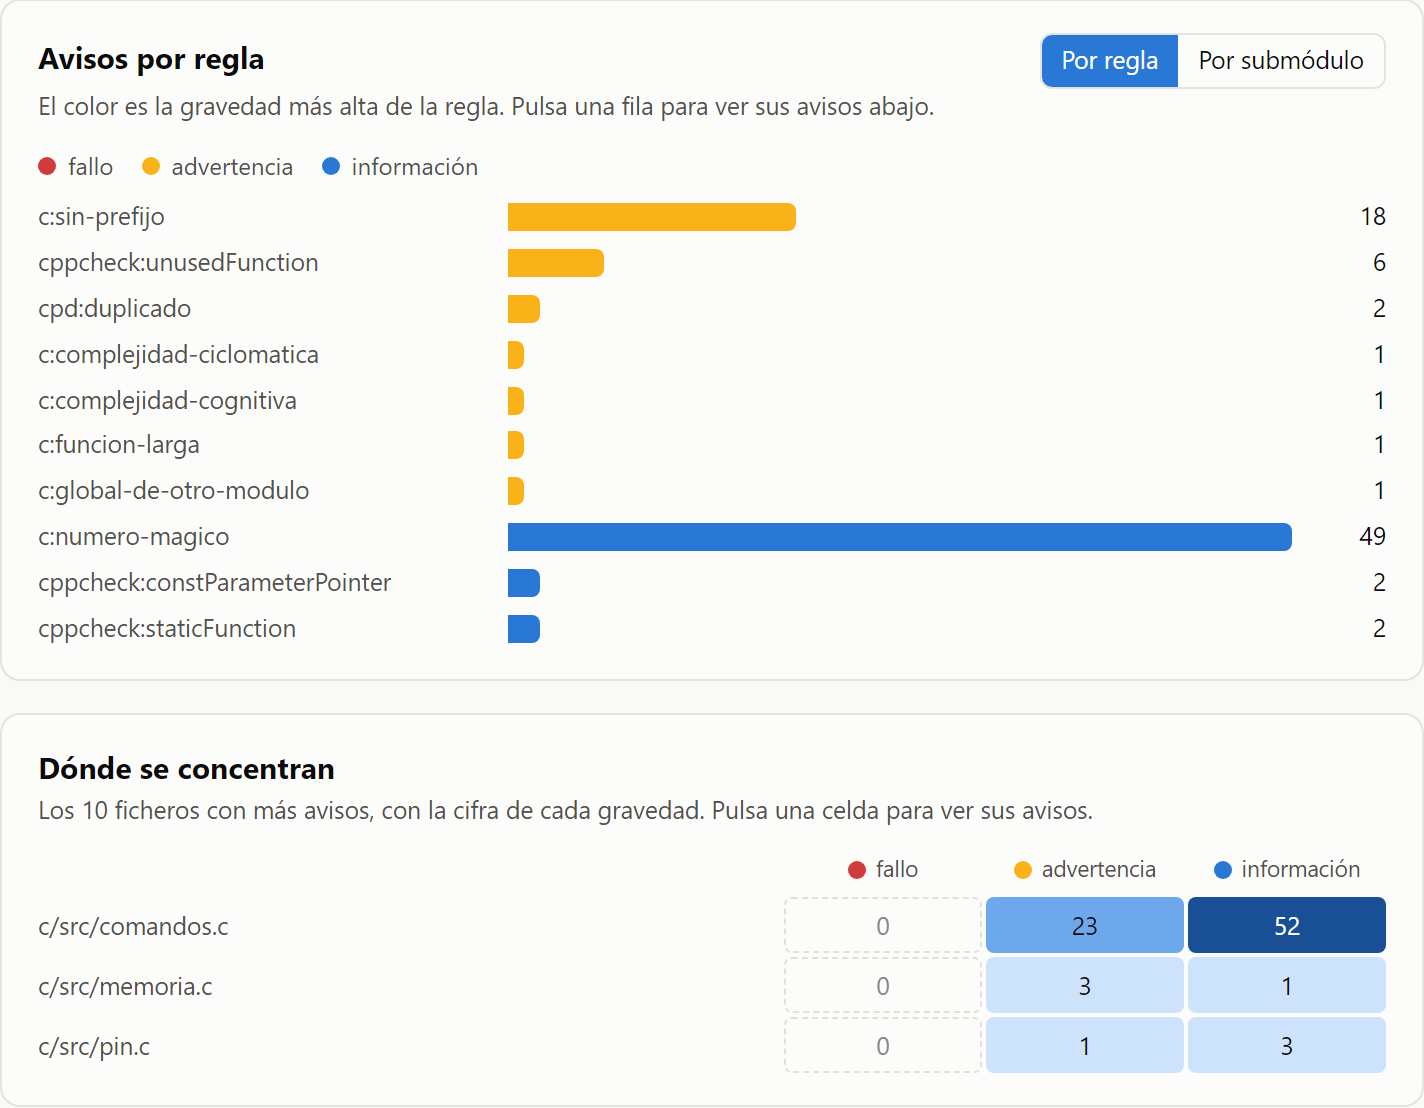 Avisos por regla
Por regla
Por submódulo
El color es la gravedad más alta de la regla. Pulsa una fila para ver sus avisos abajo.
fallo advertencia información
c:sin-prefijo 18
cppcheck:unusedFunction 6
cpd:duplicado 2
c:complejidad-ciclomatica 1
c:complejidad-cognitiva 1
c:funcion-larga 1
c:global-de-otro-modulo 1
c:numero-magico 49
cppcheck:constParameterPointer 2
cppcheck:staticFunction 2
Dónde se concentran
Los 10 ficheros con más avisos, con la cifra de cada gravedad. Pulsa una celda para ver sus avisos.
fallo advertencia información
c/src/comandos.c 0 23 52
c/src/memoria.c 0 3 1
c/src/pin.c 0 1 3